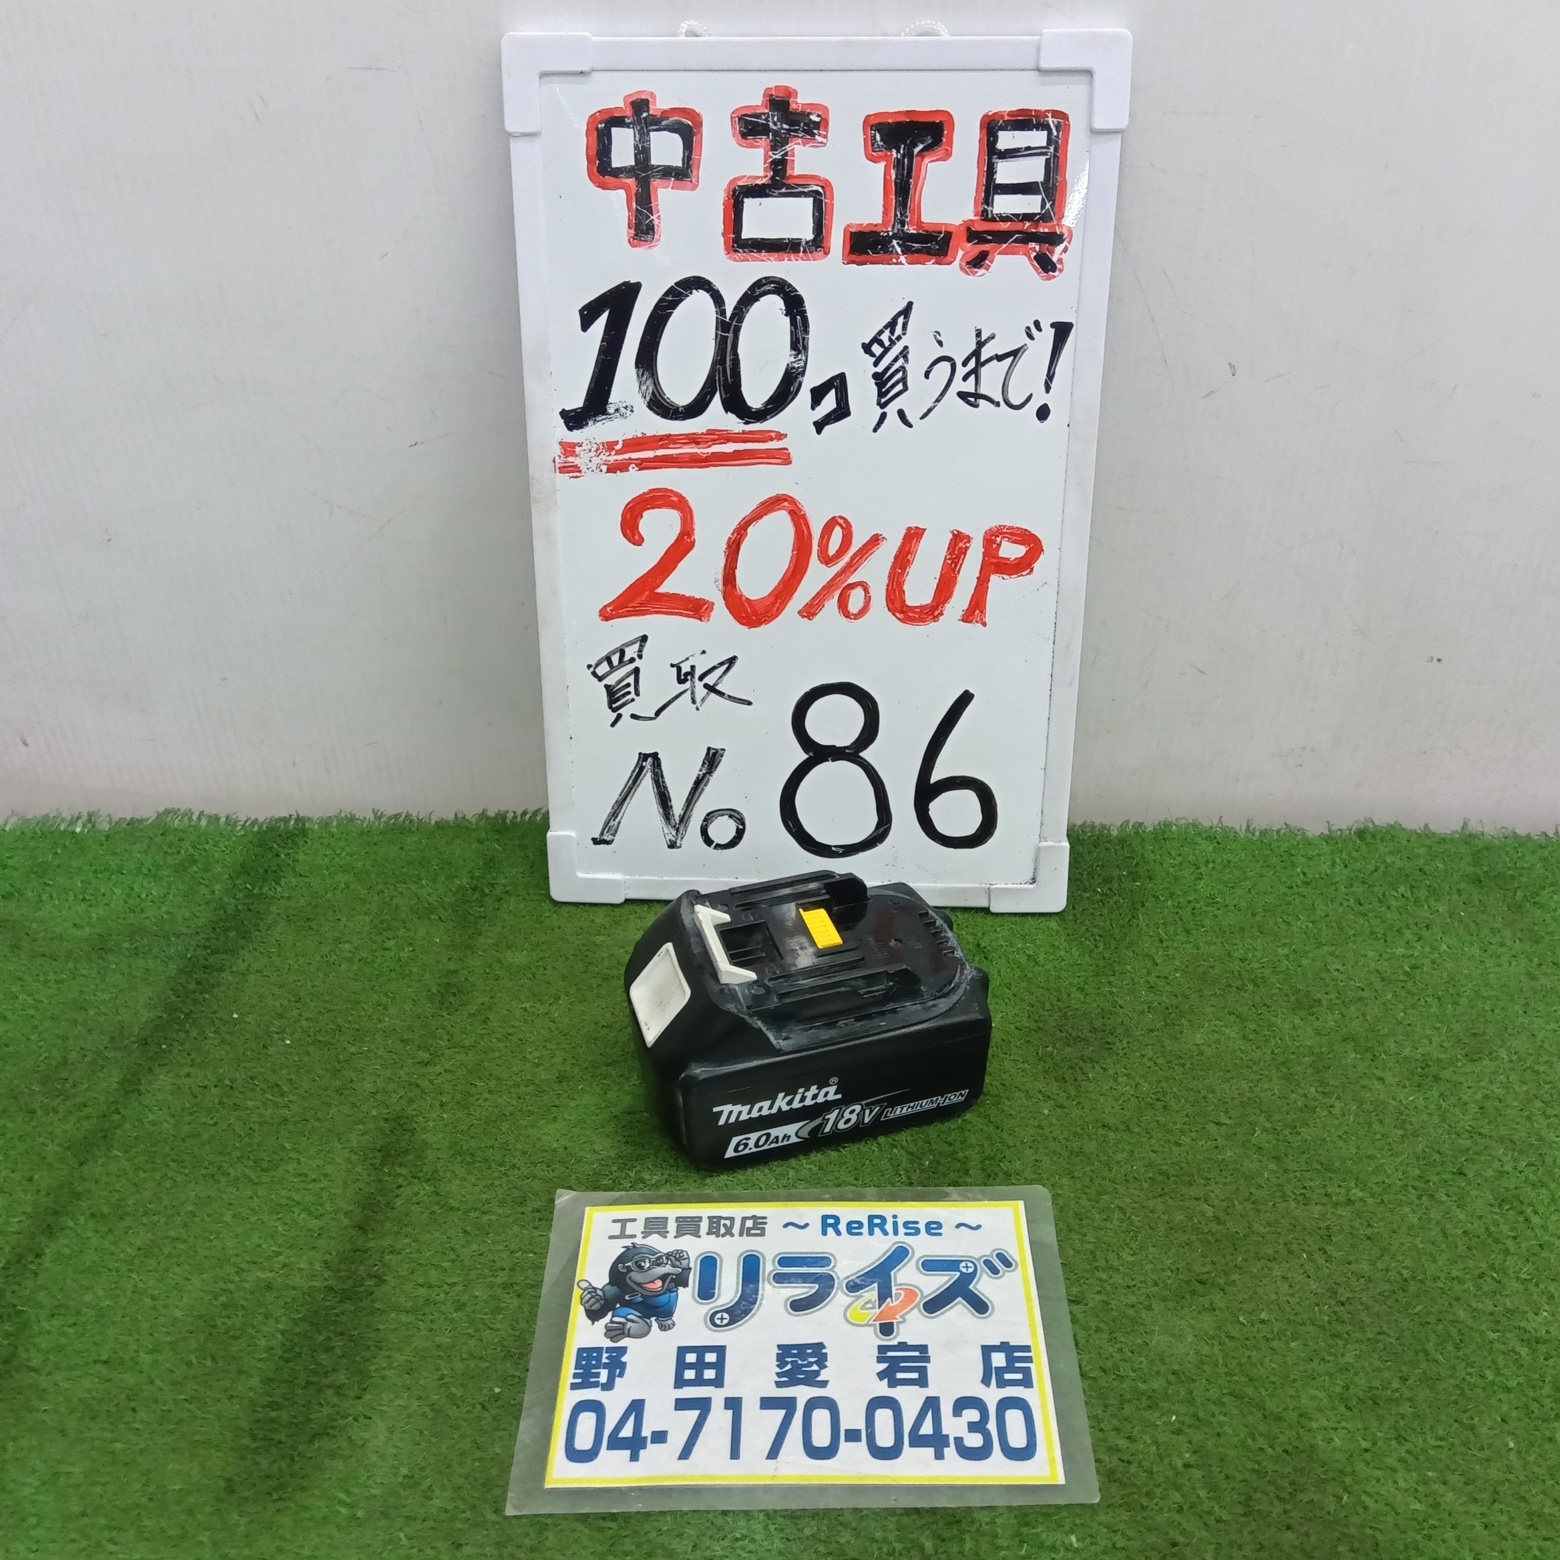 中古工具
100コ買うまで!
20%UP
買取
No 86
makita®
6.0Ah 18V LITHIUM-ION
工具買取店 ~ReRise~
リライズ
野田愛宕店
04-7170-0430